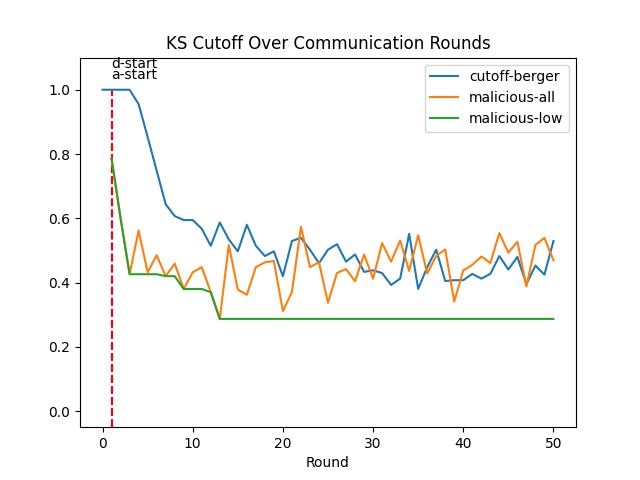 KS Cutoff Over Communication Rounds
d-start
a-start
cutoff-berger
malicious-all
malicious-low
1.0
0.8
0.6
0.4
0.2
0.0
0 10 20 30 40 50
Round